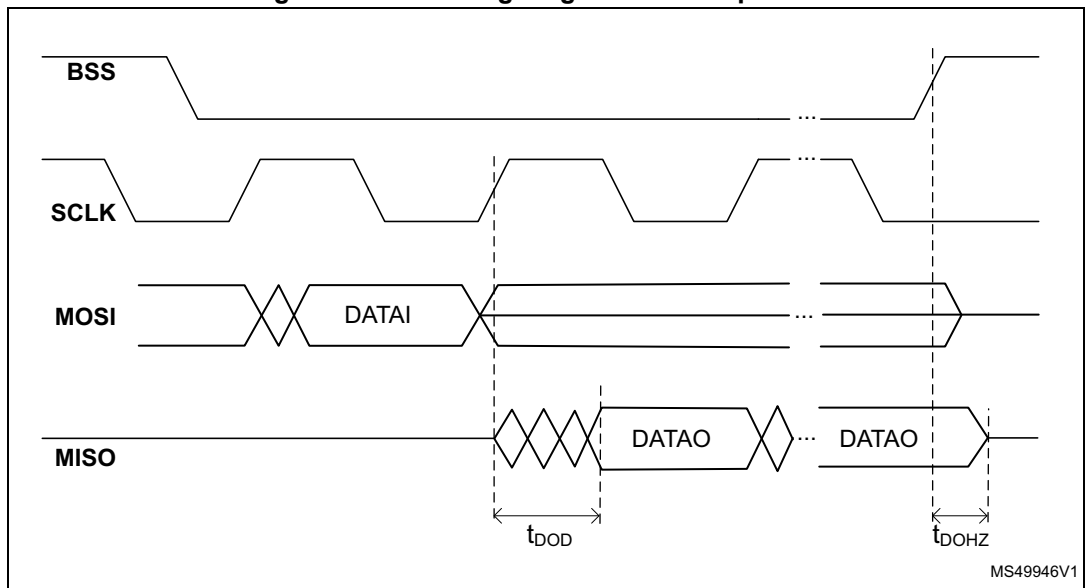 BSS
...
...
SCLK
MOSI
DATAI
...
MISO
DATAO
...
DATAO
tDOD
tDOHZ
MS49946V1